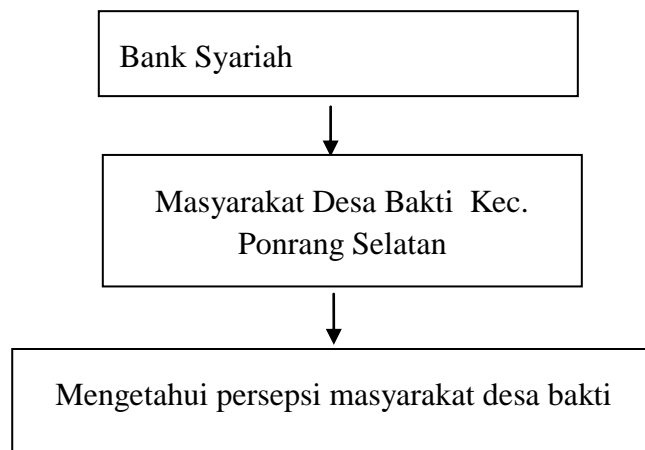 Bank Syariah
Masyarakat Desa Bakti  Kec.
Ponrang Selatan
Mengetahui persepsi masyarakat desa bakti